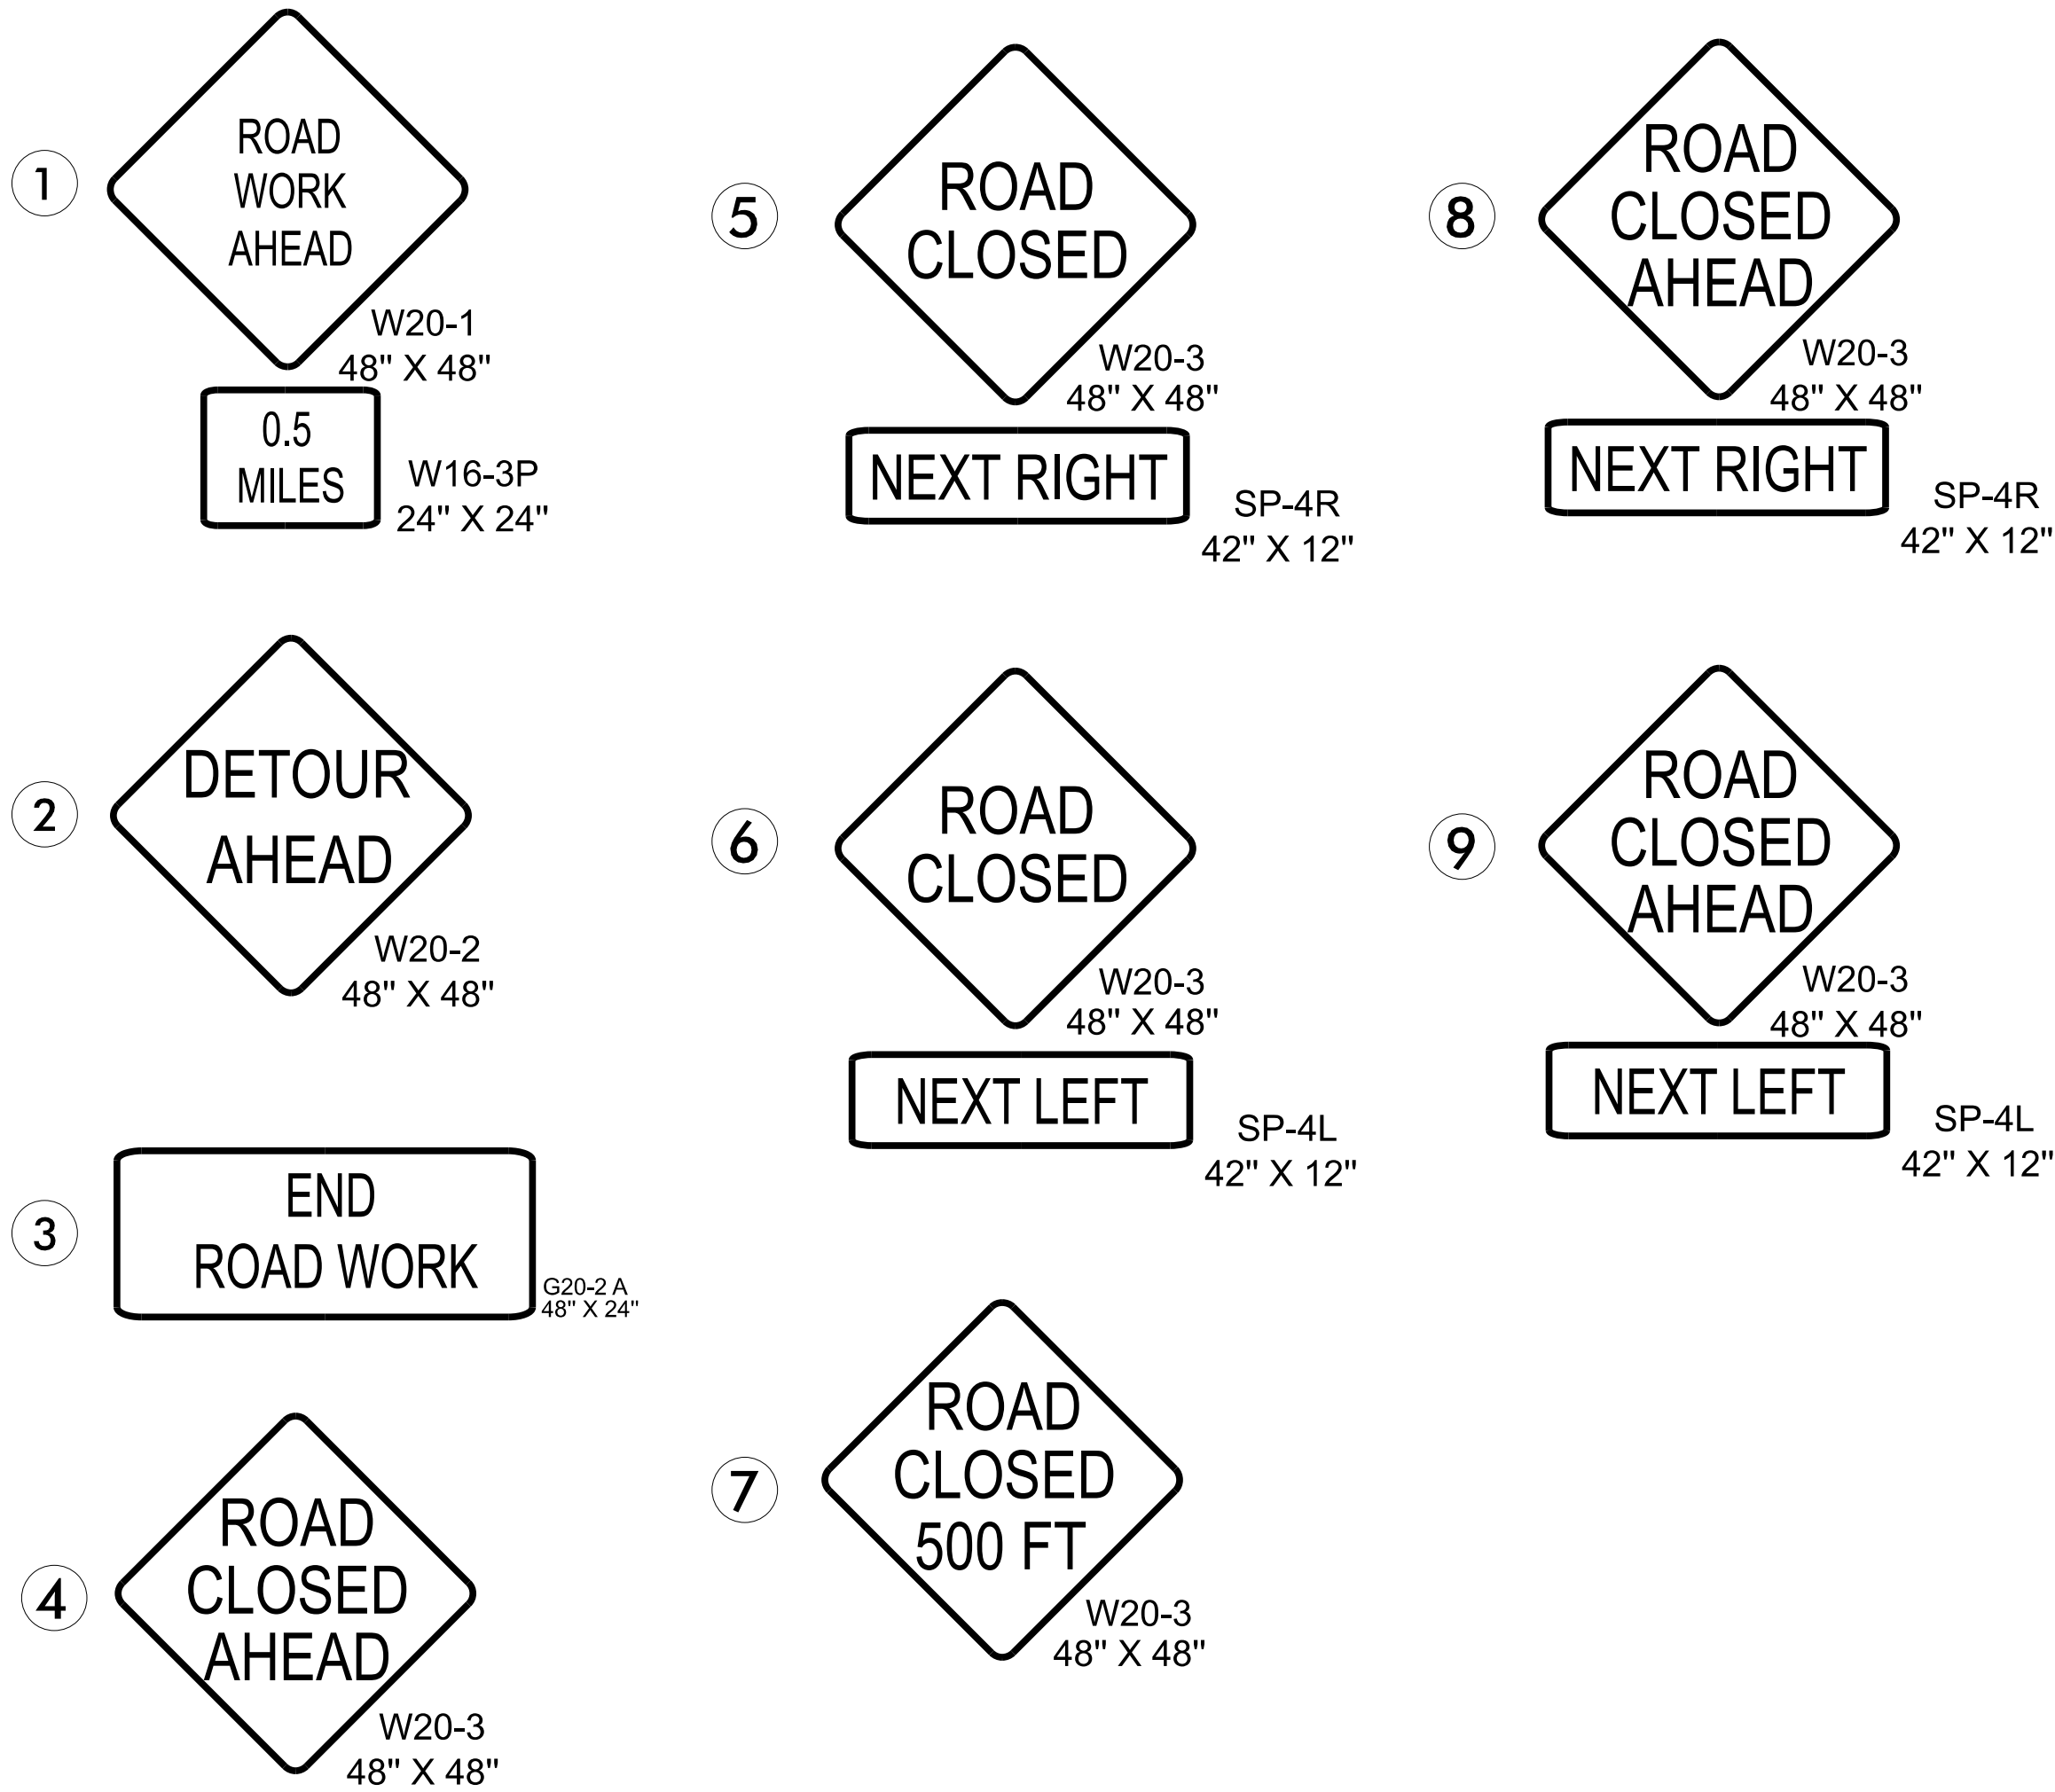 1
ROAD
WORK
AHEAD
W20-1
48" X 48"
0.5
MILES
W16-3P
24" X 24"
2
DETOUR
AHEAD
W20-2
48" X 48"
3
END
ROAD WORK
G20-2 A
48" X 24"
4
ROAD
CLOSED
AHEAD
W20-3
48" X 48"
5
ROAD
CLOSED
W20-3
48" X 48"
NEXT RIGHT
SP-4R
42" X 12"
6
ROAD
CLOSED
W20-3
48" X 48"
NEXT LEFT
SP-4L
42" X 12"
7
ROAD
CLOSED
500 FT
W20-3
48" X 48"
8
ROAD
CLOSED
AHEAD
W20-3
48" X 48"
NEXT RIGHT
SP-4R
42" X 12"
9
ROAD
CLOSED
AHEAD
W20-3
48" X 48"
NEXT LEFT
SP-4L
42" X 12"